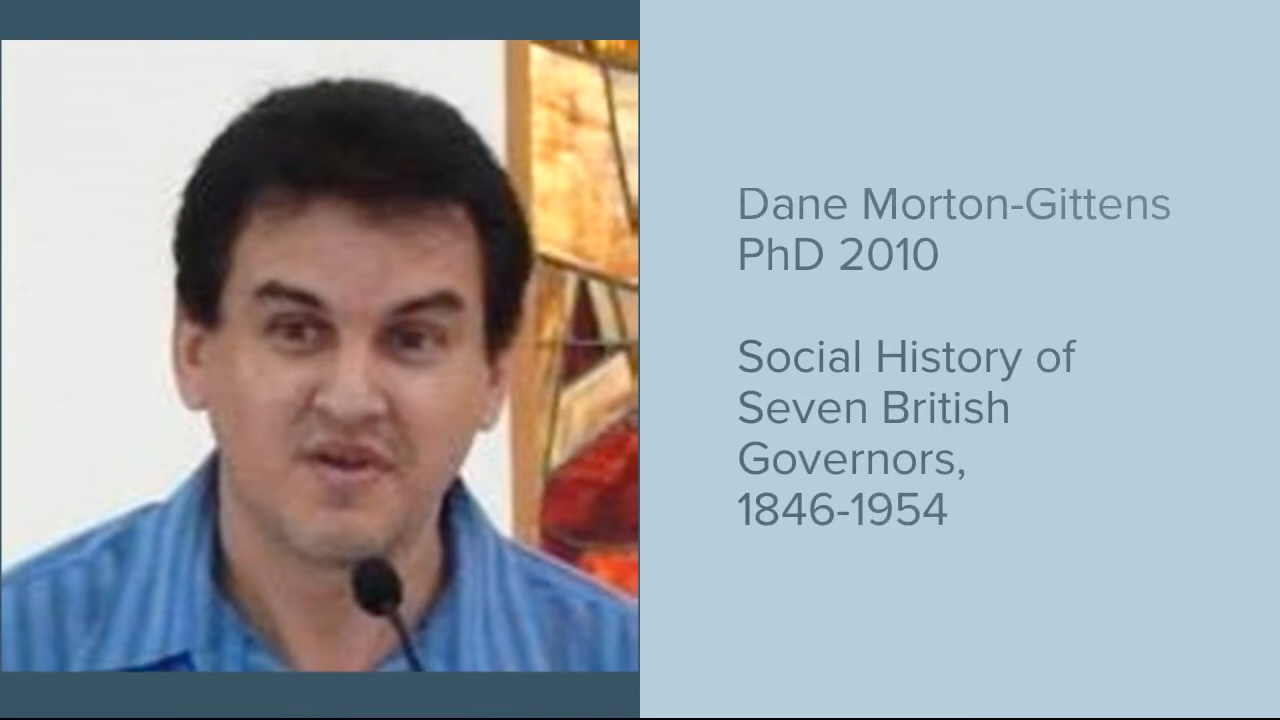 Dane Morton-Gittens
PhD 2010
Social History of
Seven British
Governors,
1846-1954